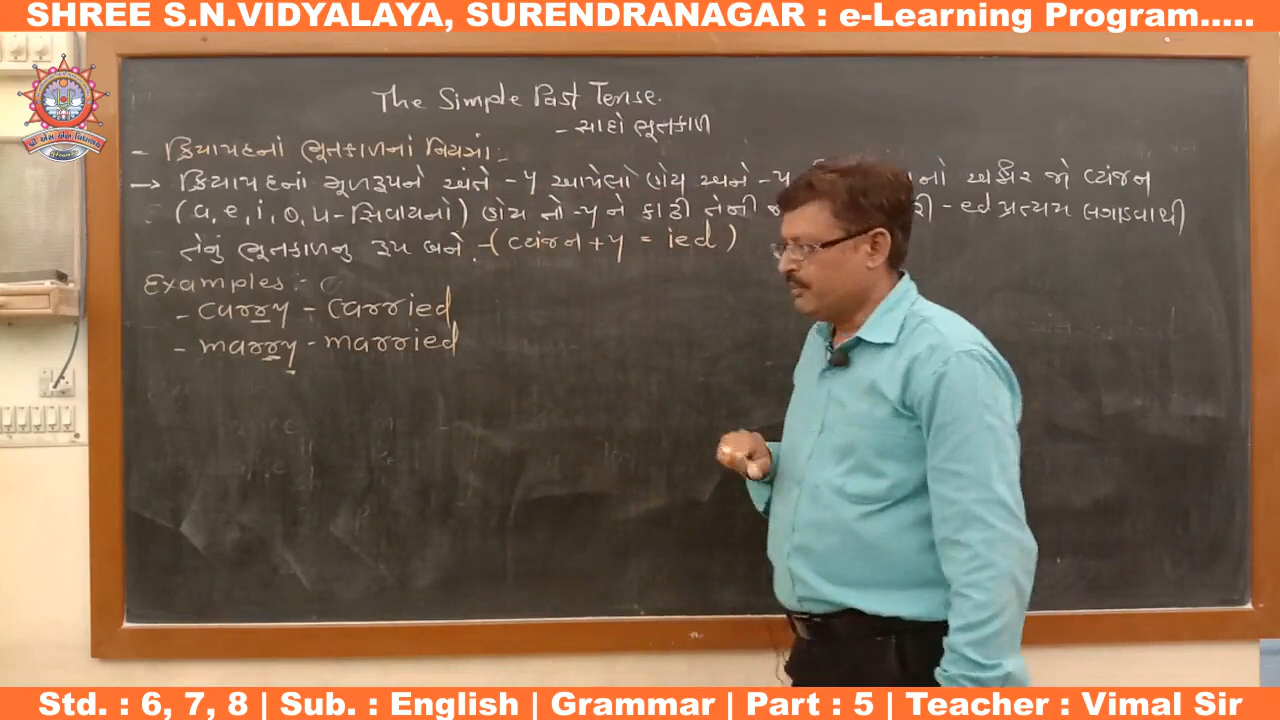 SHREE S.N.VIDYALAYA, SURENDRANAGAR : e-Learning Program.....
The Simple Past Tense.
- સાદો ભૂતકાળ
- ક્રિયાપદનાં ભૂતકાળનાં નિયમાં :-
→ ક્રિયાપદનાં મૂળરૂપને અંતે -y આપેલો હોય અને -y નો અક્ષર જો વ્યંજન
(a, e, i, o, u - સિવાયનો) હોય તો -y ને કાઢી તેની - ed પ્રત્યય લગાડવાથી
તેનું ભૂતકાળનું રૂપ બને. - (વ્યંજન + y = ied)
Examples :-
- carry - carried
- marry - married
Std. : 6, 7, 8 | Sub. : English | Grammar | Part : 5 | Teacher : Vimal Sir